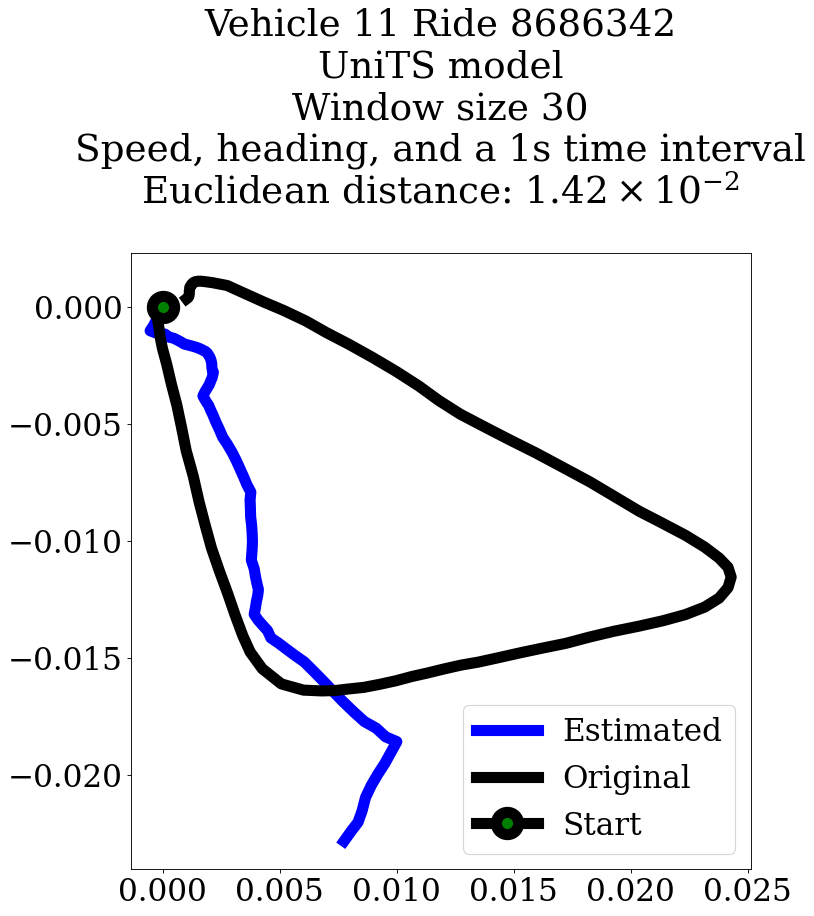 Vehicle 11 Ride 8686342
UniTS model
Window size 30
Speed, heading, and a 1s time interval
Euclidean distance: 1.42 × 10⁻²
0.000
−0.005
−0.010
−0.015
−0.020
Estimated
Original
Start
0.000 0.005 0.010 0.015 0.020 0.025